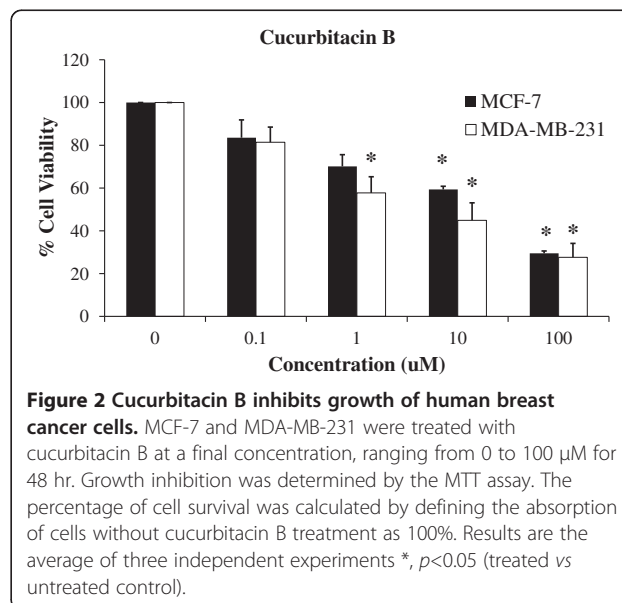 Cucurbitacin B
120
100
80
60
40
20
0
% Cell Viability
MCF-7
MDA-MB-231
*
* *
* *
0 0.1 1 10 100
Concentration (uM)
Figure 2 Cucurbitacin B inhibits growth of human breast
cancer cells. MCF-7 and MDA-MB-231 were treated with
cucurbitacin B at a final concentration, ranging from 0 to 100 μM for
48 hr. Growth inhibition was determined by the MTT assay. The
percentage of cell survival was calculated by defining the absorption
of cells without cucurbitacin B treatment as 100%. Results are the
average of three independent experiments *, p<0.05 (treated vs
untreated control).